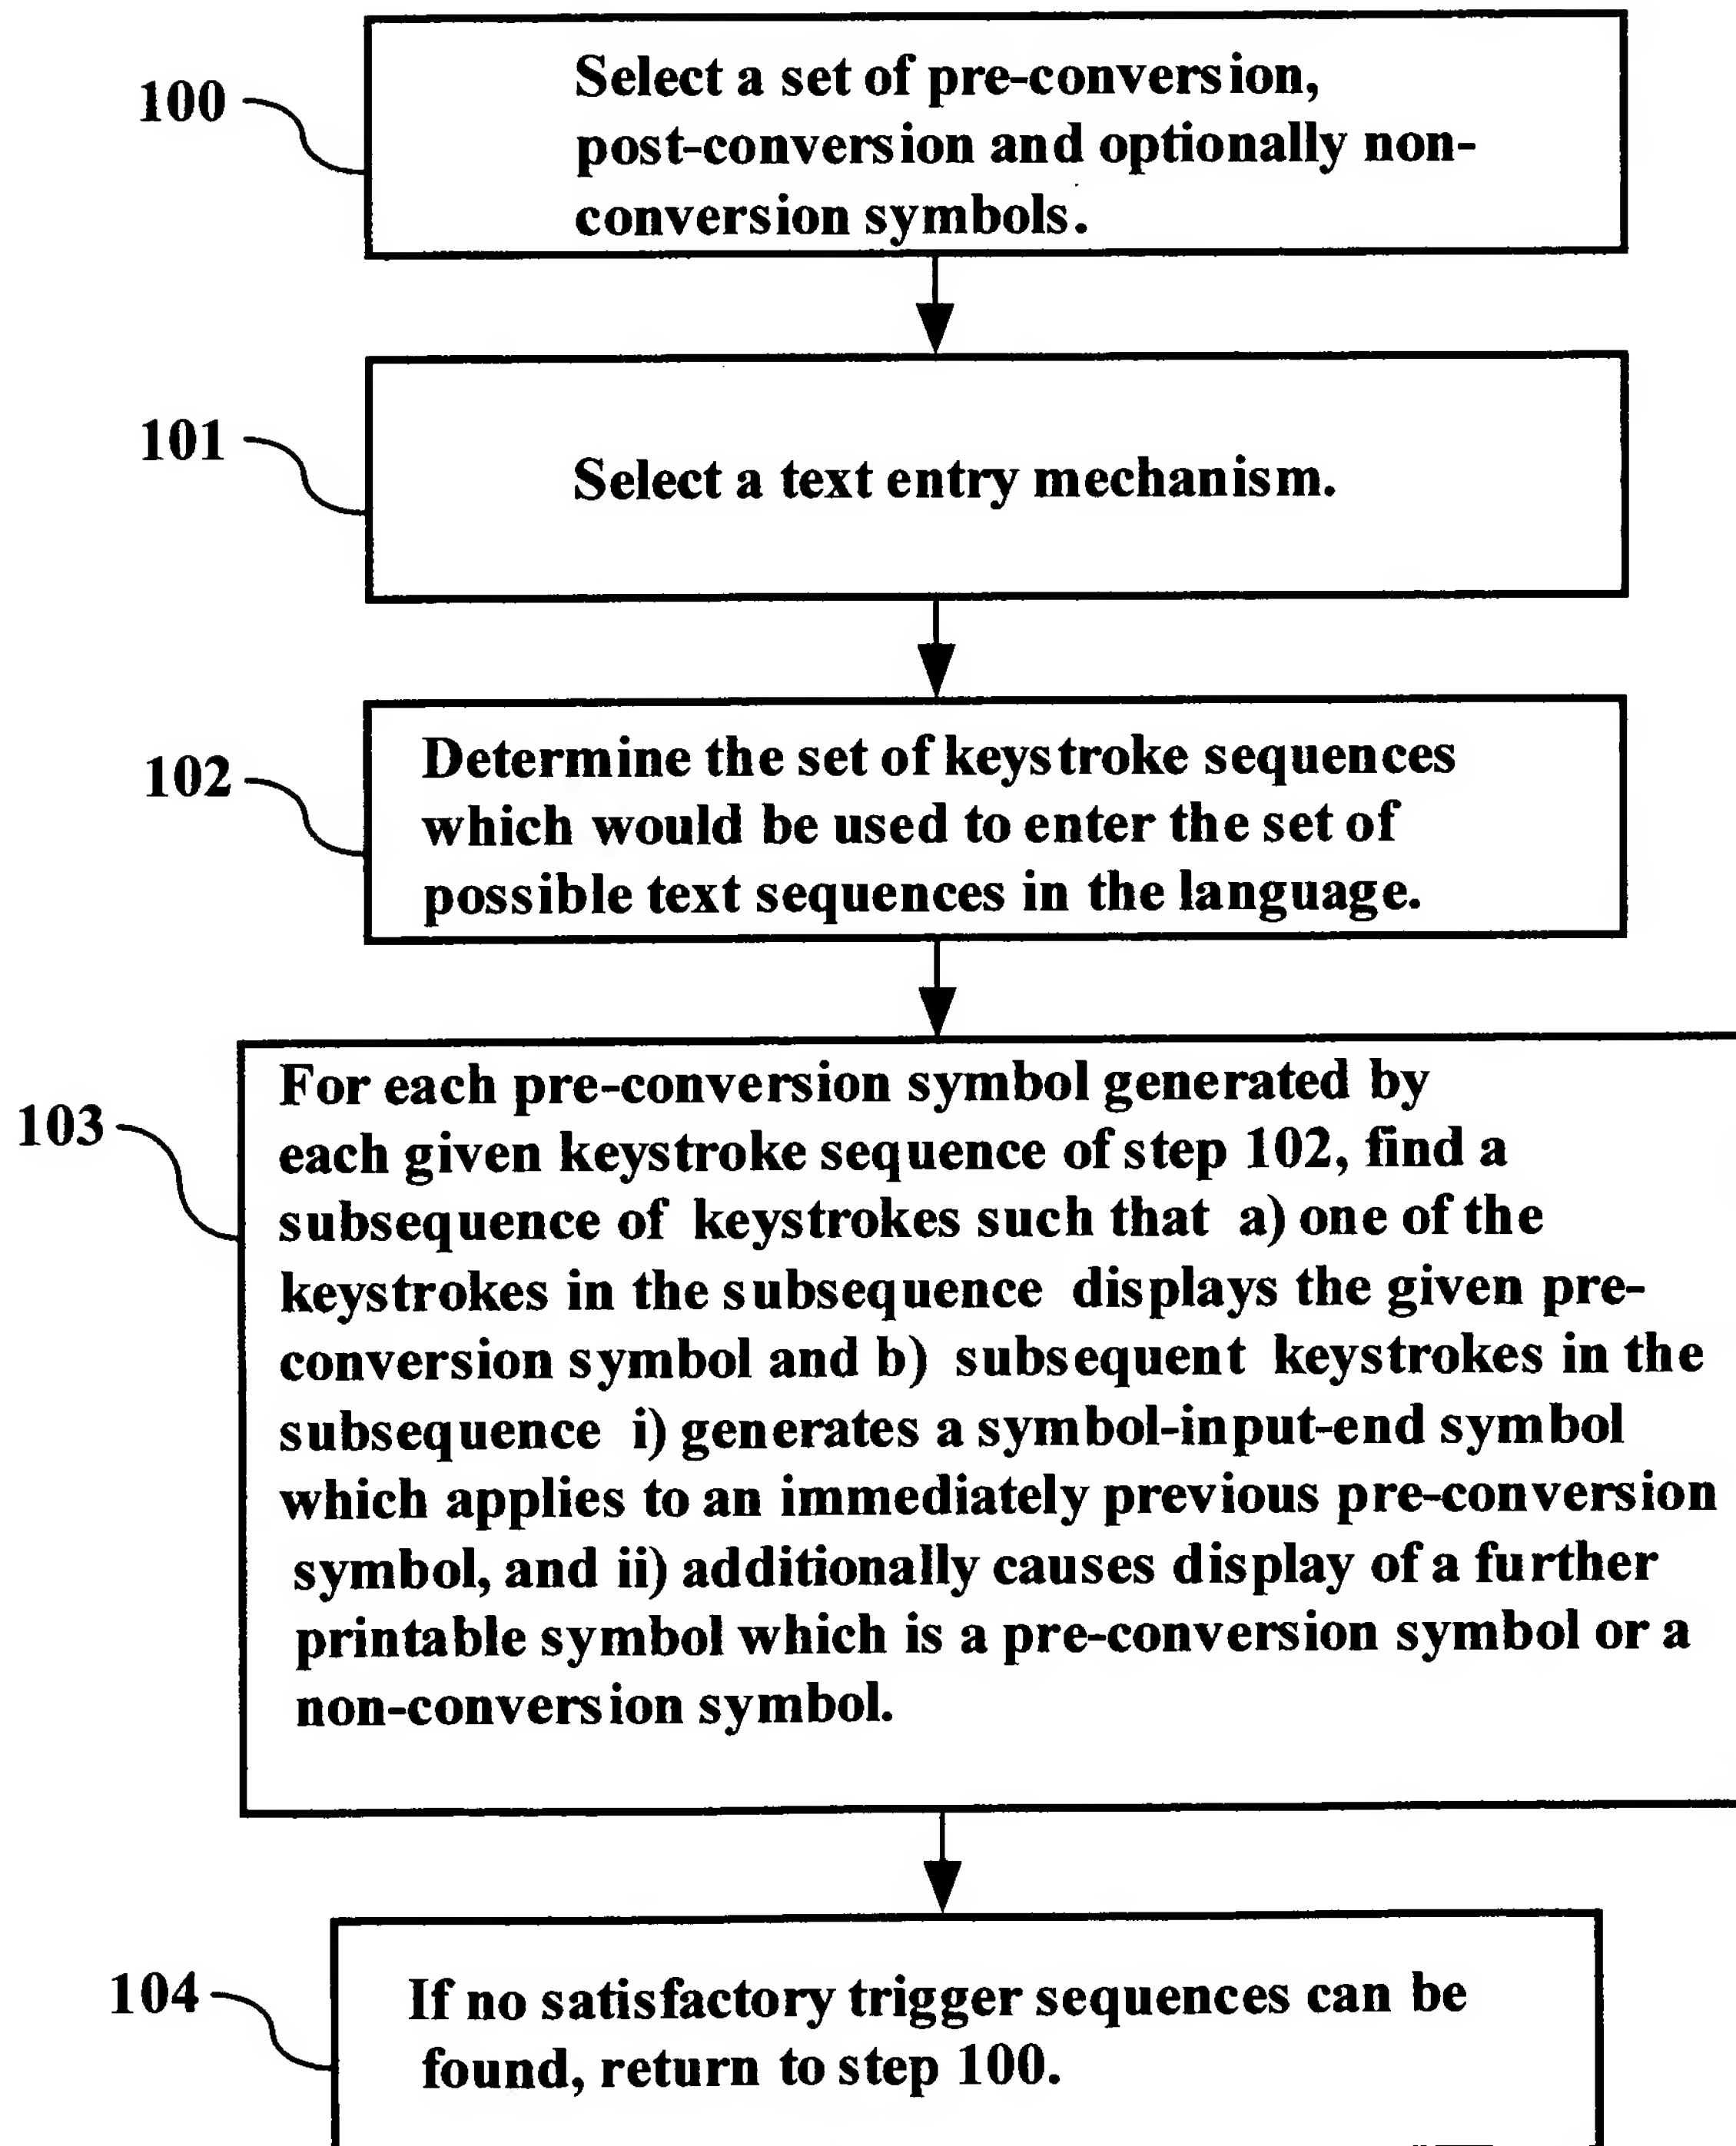 100
Select a set of pre-conversion,
post-conversion and optionally non-
conversion symbols.
101
Select a text entry mechanism.
102
Determine the set of keystroke sequences
which would be used to enter the set of
possible text sequences in the language.
103
For each pre-conversion symbol generated by
each given keystroke sequence of step 102, find a
subsequence of keystrokes such that a) one of the
keystrokes in the subsequence displays the given pre-
conversion symbol and b) subsequent keystrokes in the
subsequence i) generates a symbol-input-end symbol
which applies to an immediately previous pre-conversion
symbol, and ii) additionally causes display of a further
printable symbol which is a pre-conversion symbol or a
non-conversion symbol.
104
If no satisfactory trigger sequences can be
found, return to step 100.